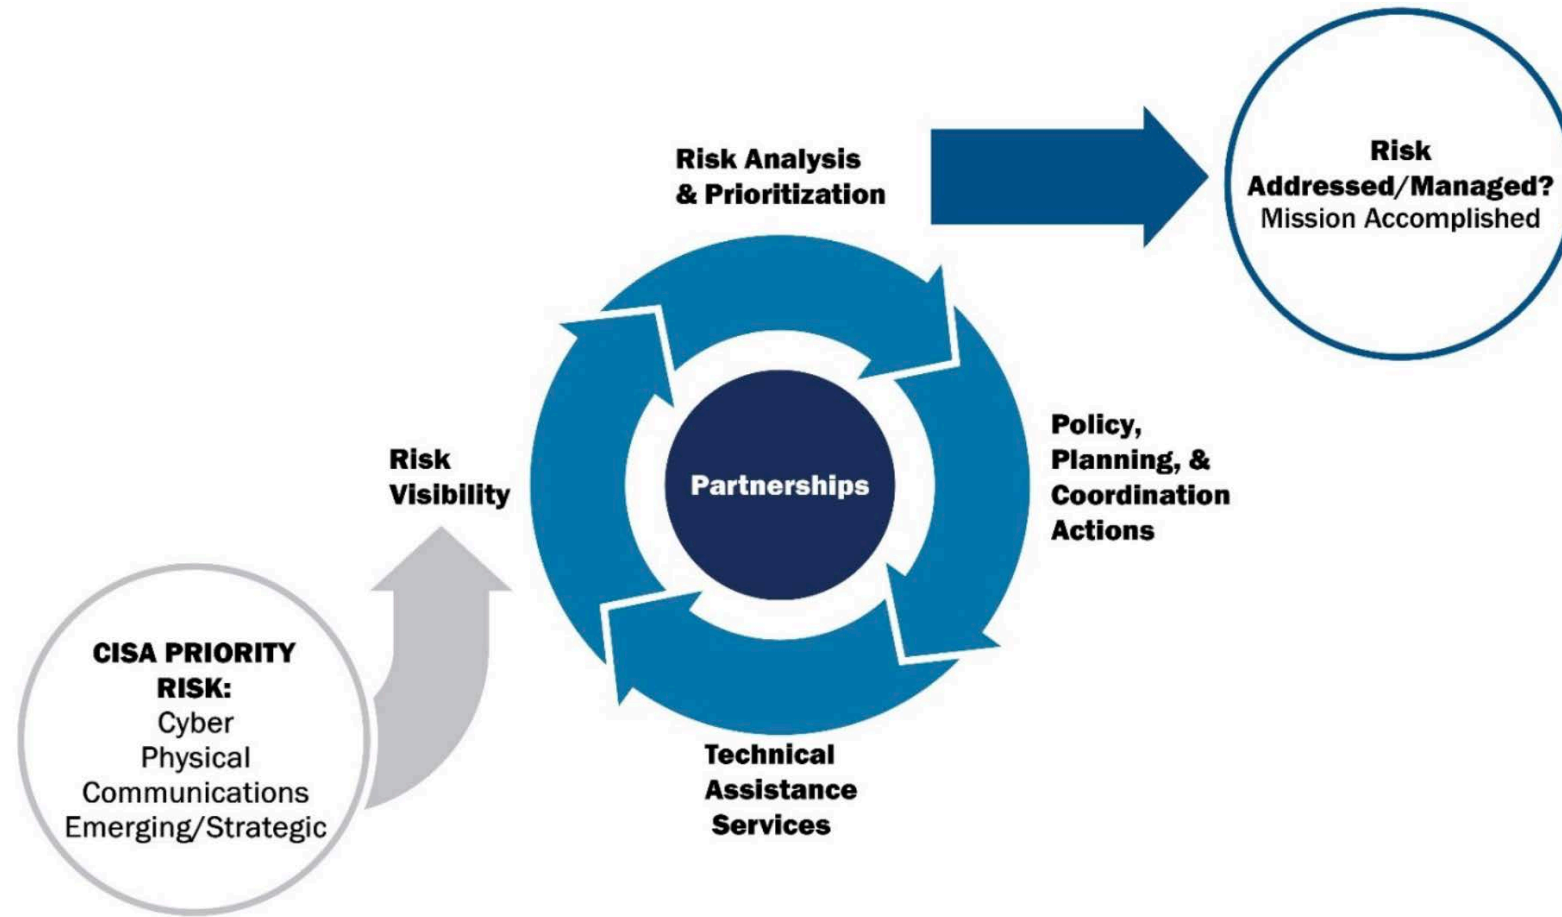 Risk Analysis
& Prioritization
Risk
Addressed/Managed?
Mission Accomplished
Risk
Visibility
Partnerships
Policy,
Planning, &
Coordination
Actions
CISA PRIORITY
RISK:
Cyber
Physical
Communications
Emerging/Strategic
Technical
Assistance
Services